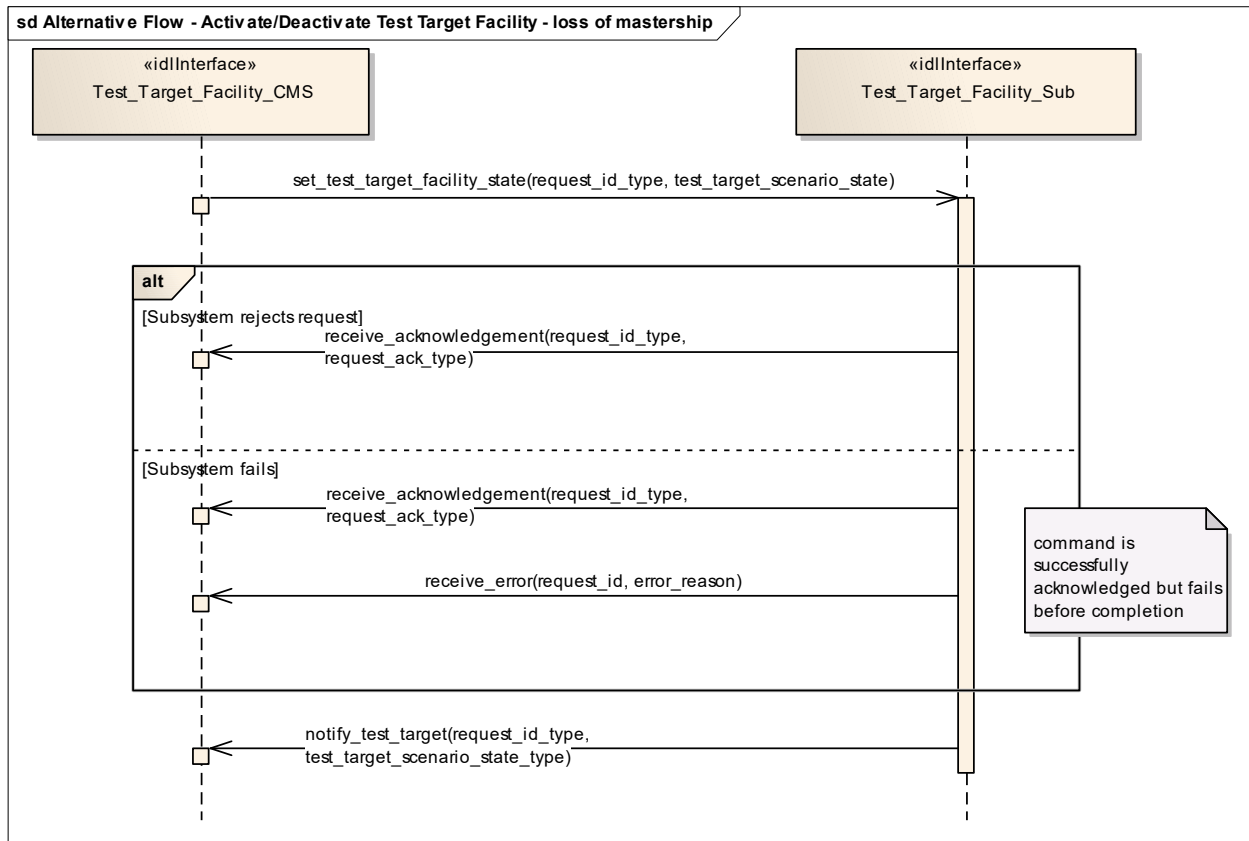 sd Alternative Flow - Activate/Deactivate Test Target Facility - loss of mastership
«idlInterface»
Test_Target_Facility_CMS
«idlInterface»
Test_Target_Facility_Sub
set_test_target_facility_state(request_id_type, test_target_scenario_state)
alt
[Subsystem rejects request]
receive_acknowledgement(request_id_type,
request_ack_type)
[Subsystem fails]
receive_acknowledgement(request_id_type,
request_ack_type)
command is
successfully
acknowledged but fails
before completion
receive_error(request_id, error_reason)
notify_test_target(request_id_type,
test_target_scenario_state_type)